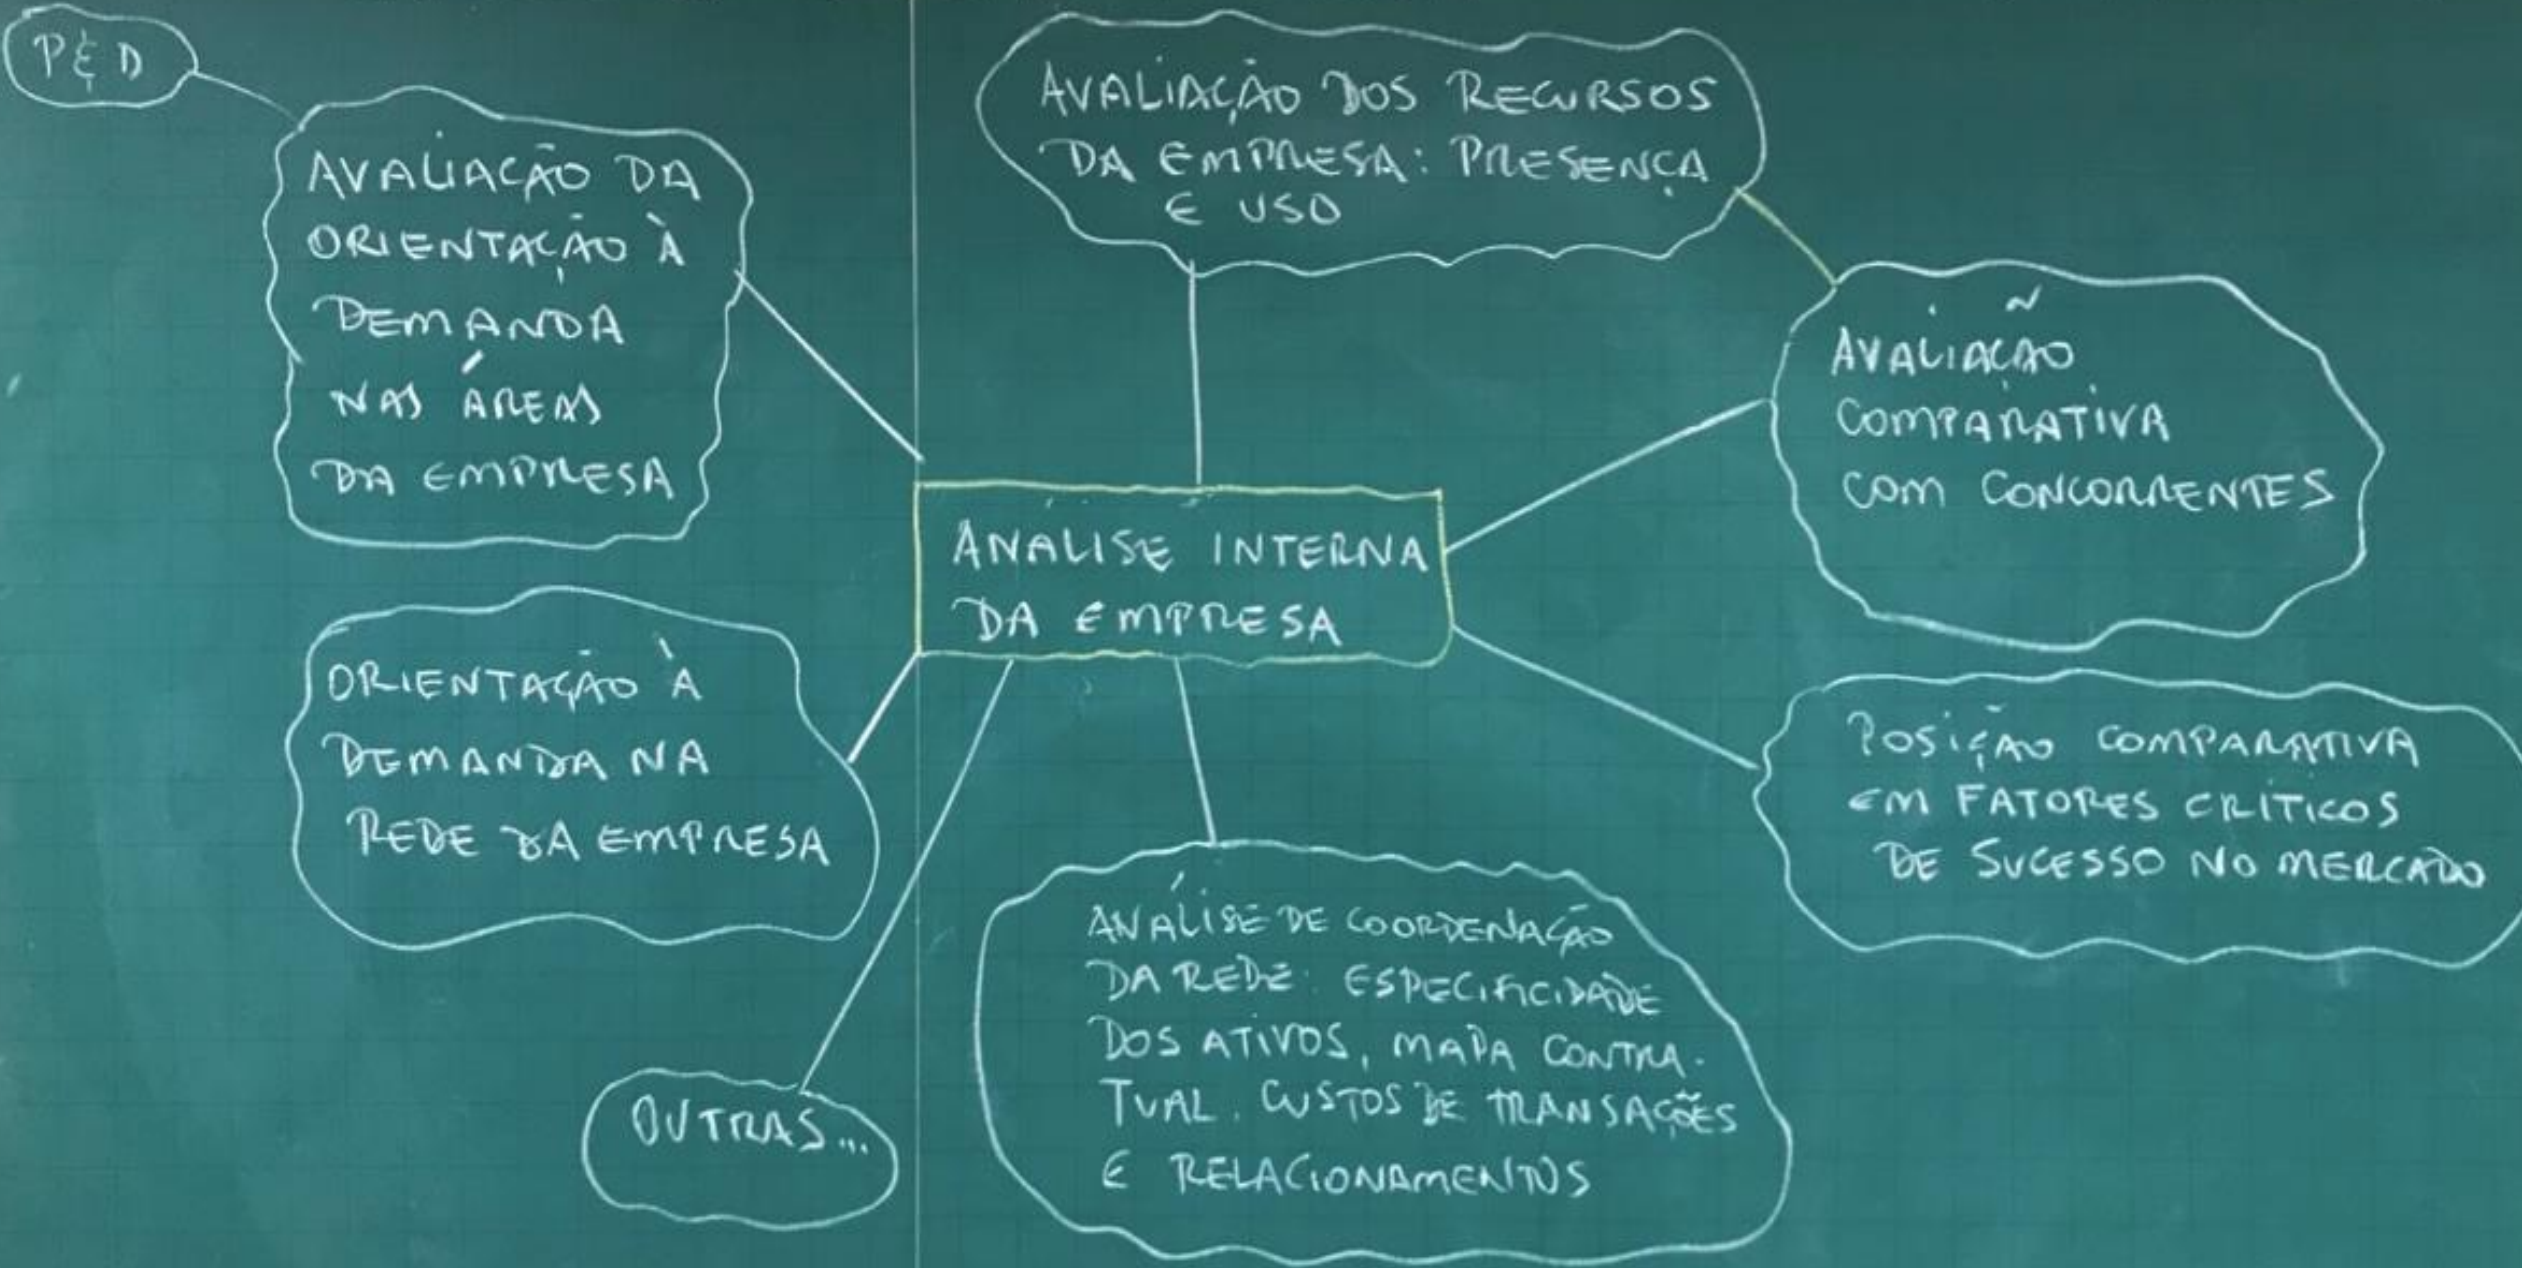 P&D
AVALIAÇÃO DA
ORIENTAÇÃO À
DEMANDA
NAS ÁREAS
DA EMPRESA
AVALIAÇÃO DOS RECURSOS
DA EMPRESA: PRESENÇA
E USO
AVALIAÇÃO
COMPARATIVA
COM CONCORRENTES
ANALISE INTERNA
DA EMPRESA
ORIENTAÇÃO À
DEMANDA NA
REDE DA EMPRESA
POSIÇÃO COMPARATIVA
EM FATORES CRÍTICOS
DE SUCESSO NO MERCADO
ANÁLISE DE COORDENAÇÃO
DA REDE: ESPECIFICIDADE
DOS ATIVOS, MAPA CONTRA-
TUAL, CUSTOS DE TRANSAÇÕES
E RELACIONAMENTOS
OUTRAS...